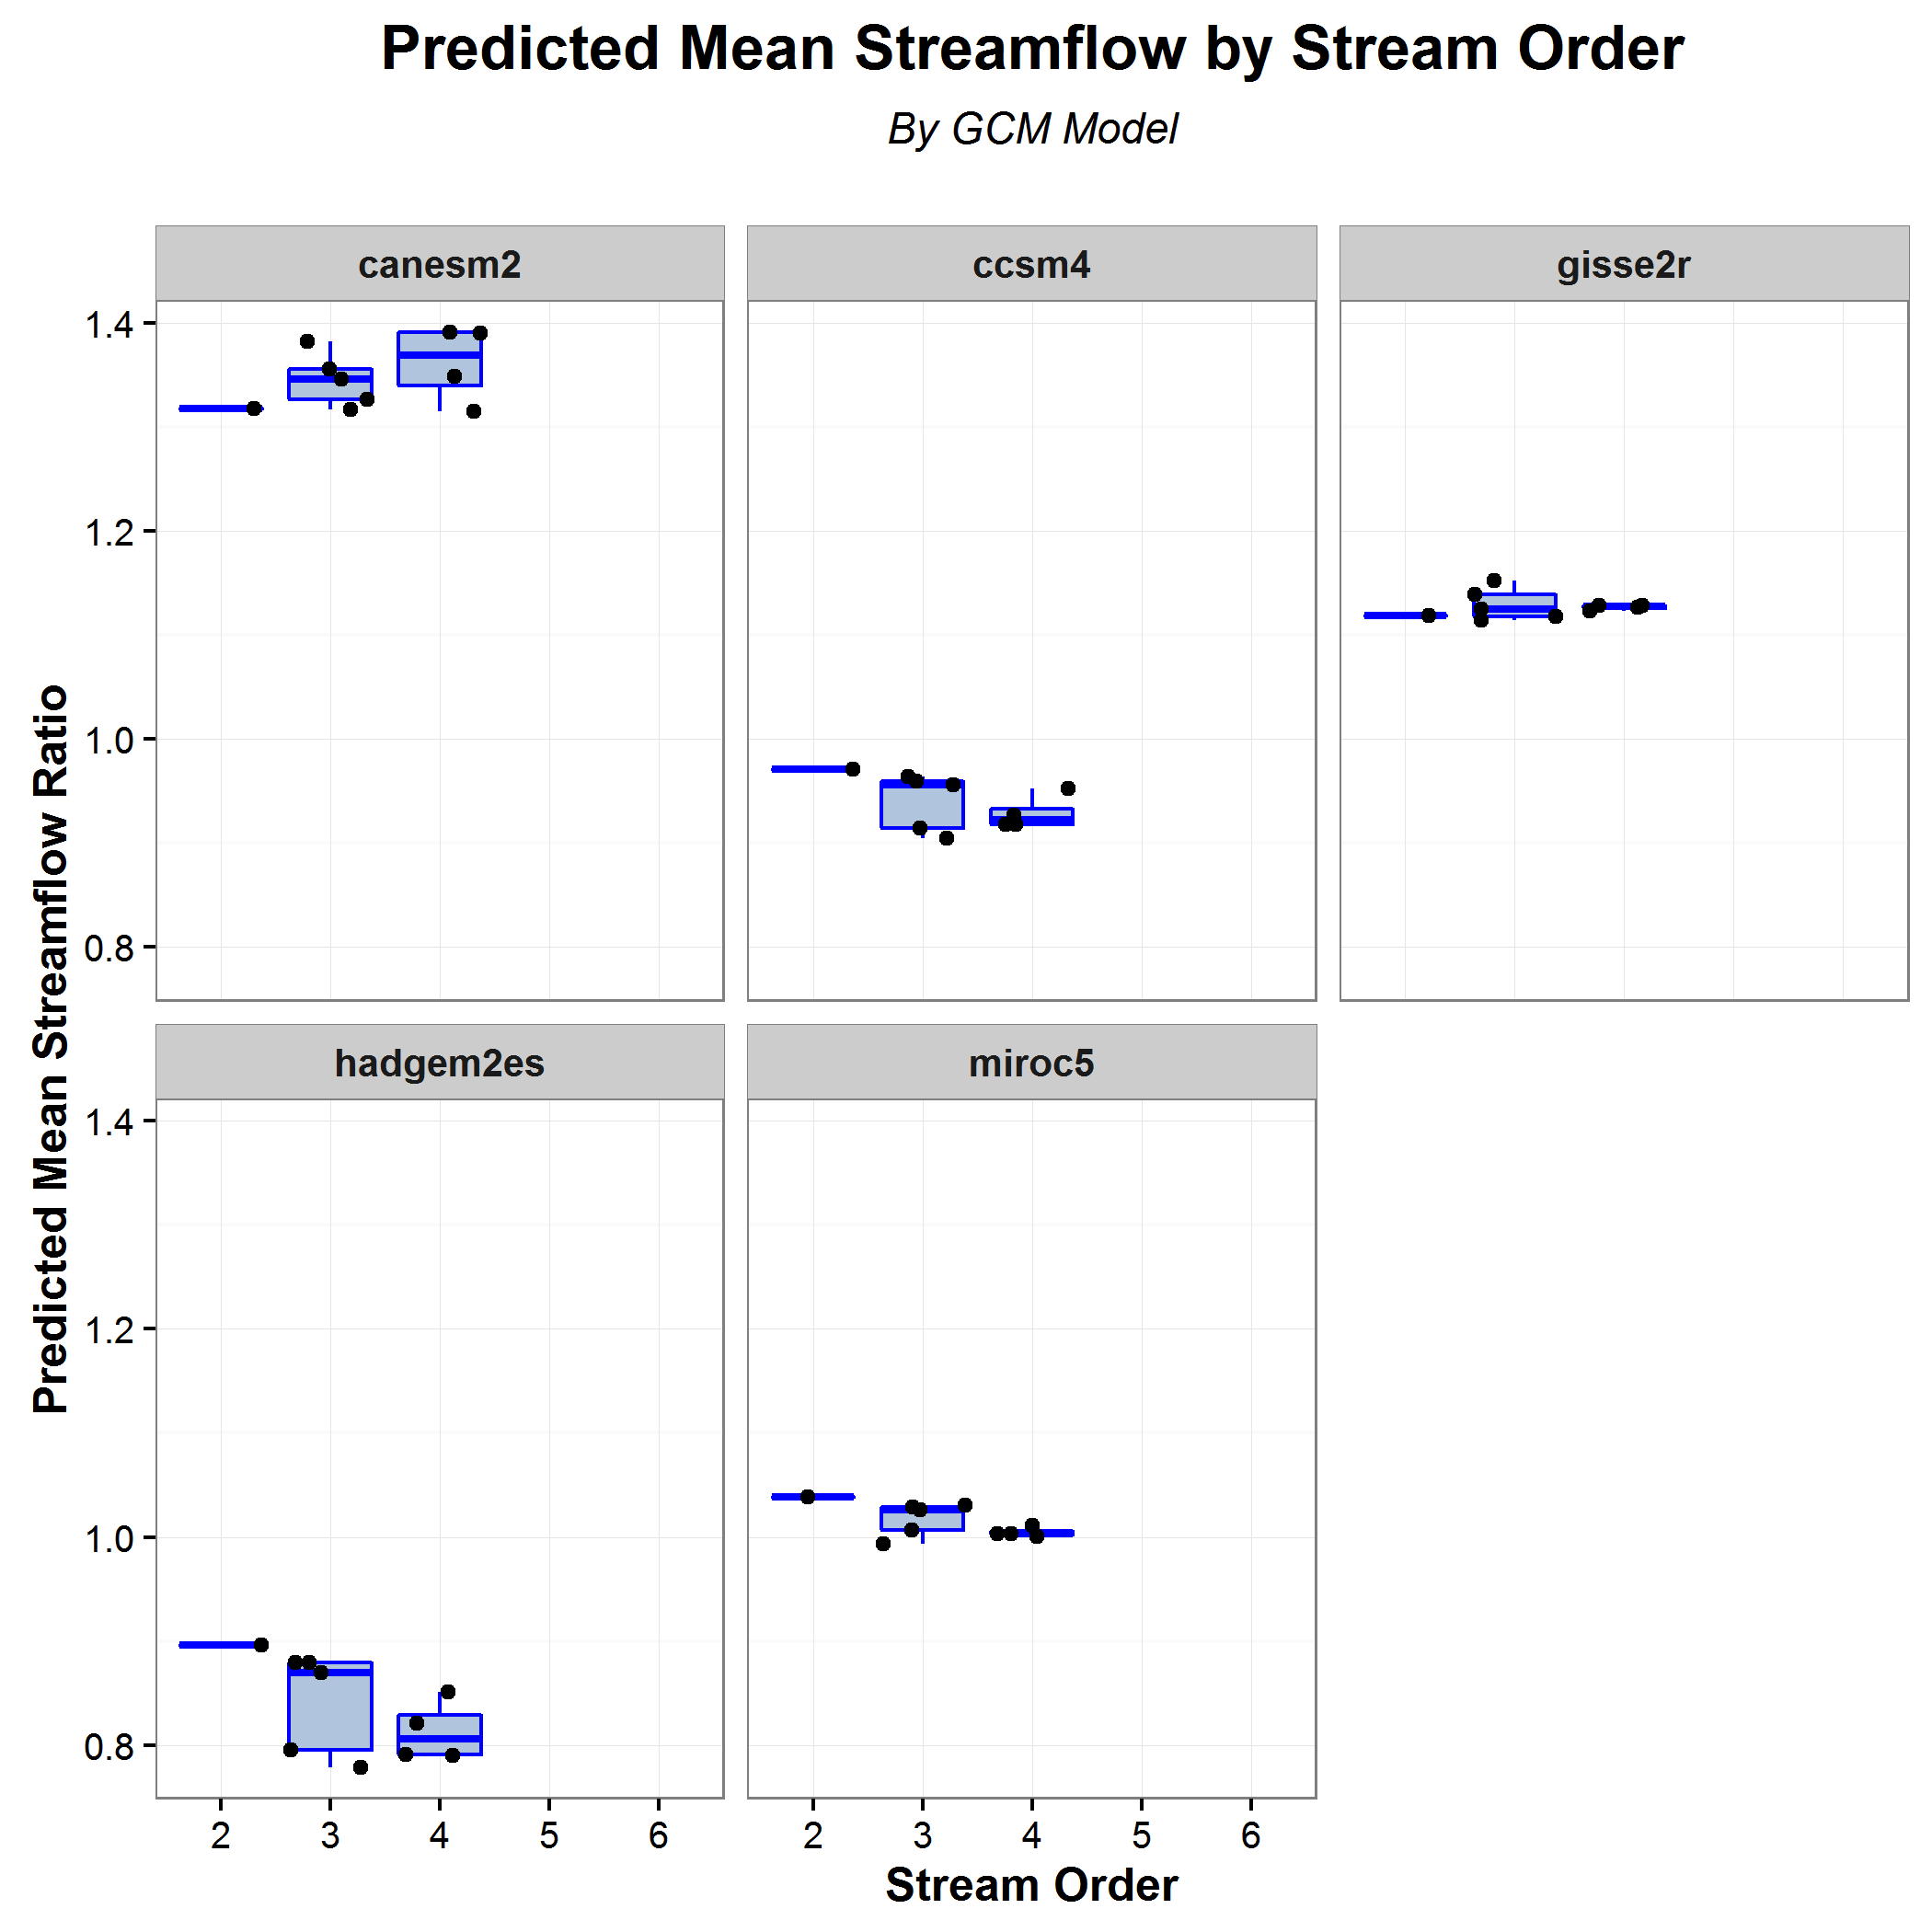 Predicted Mean Streamflow by Stream Order
By GCM Model
canesm2
ccsm4
gisse2r
1.4
1.2
1.0
0.8
Predicted Mean Streamflow Ratio
hadgem2es
miroc5
1.4
1.2
1.0
0.8
2 3 4 5 6
2 3 4 5 6
Stream Order